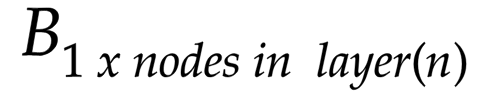 B₁ ₓ nodes in layer(n)